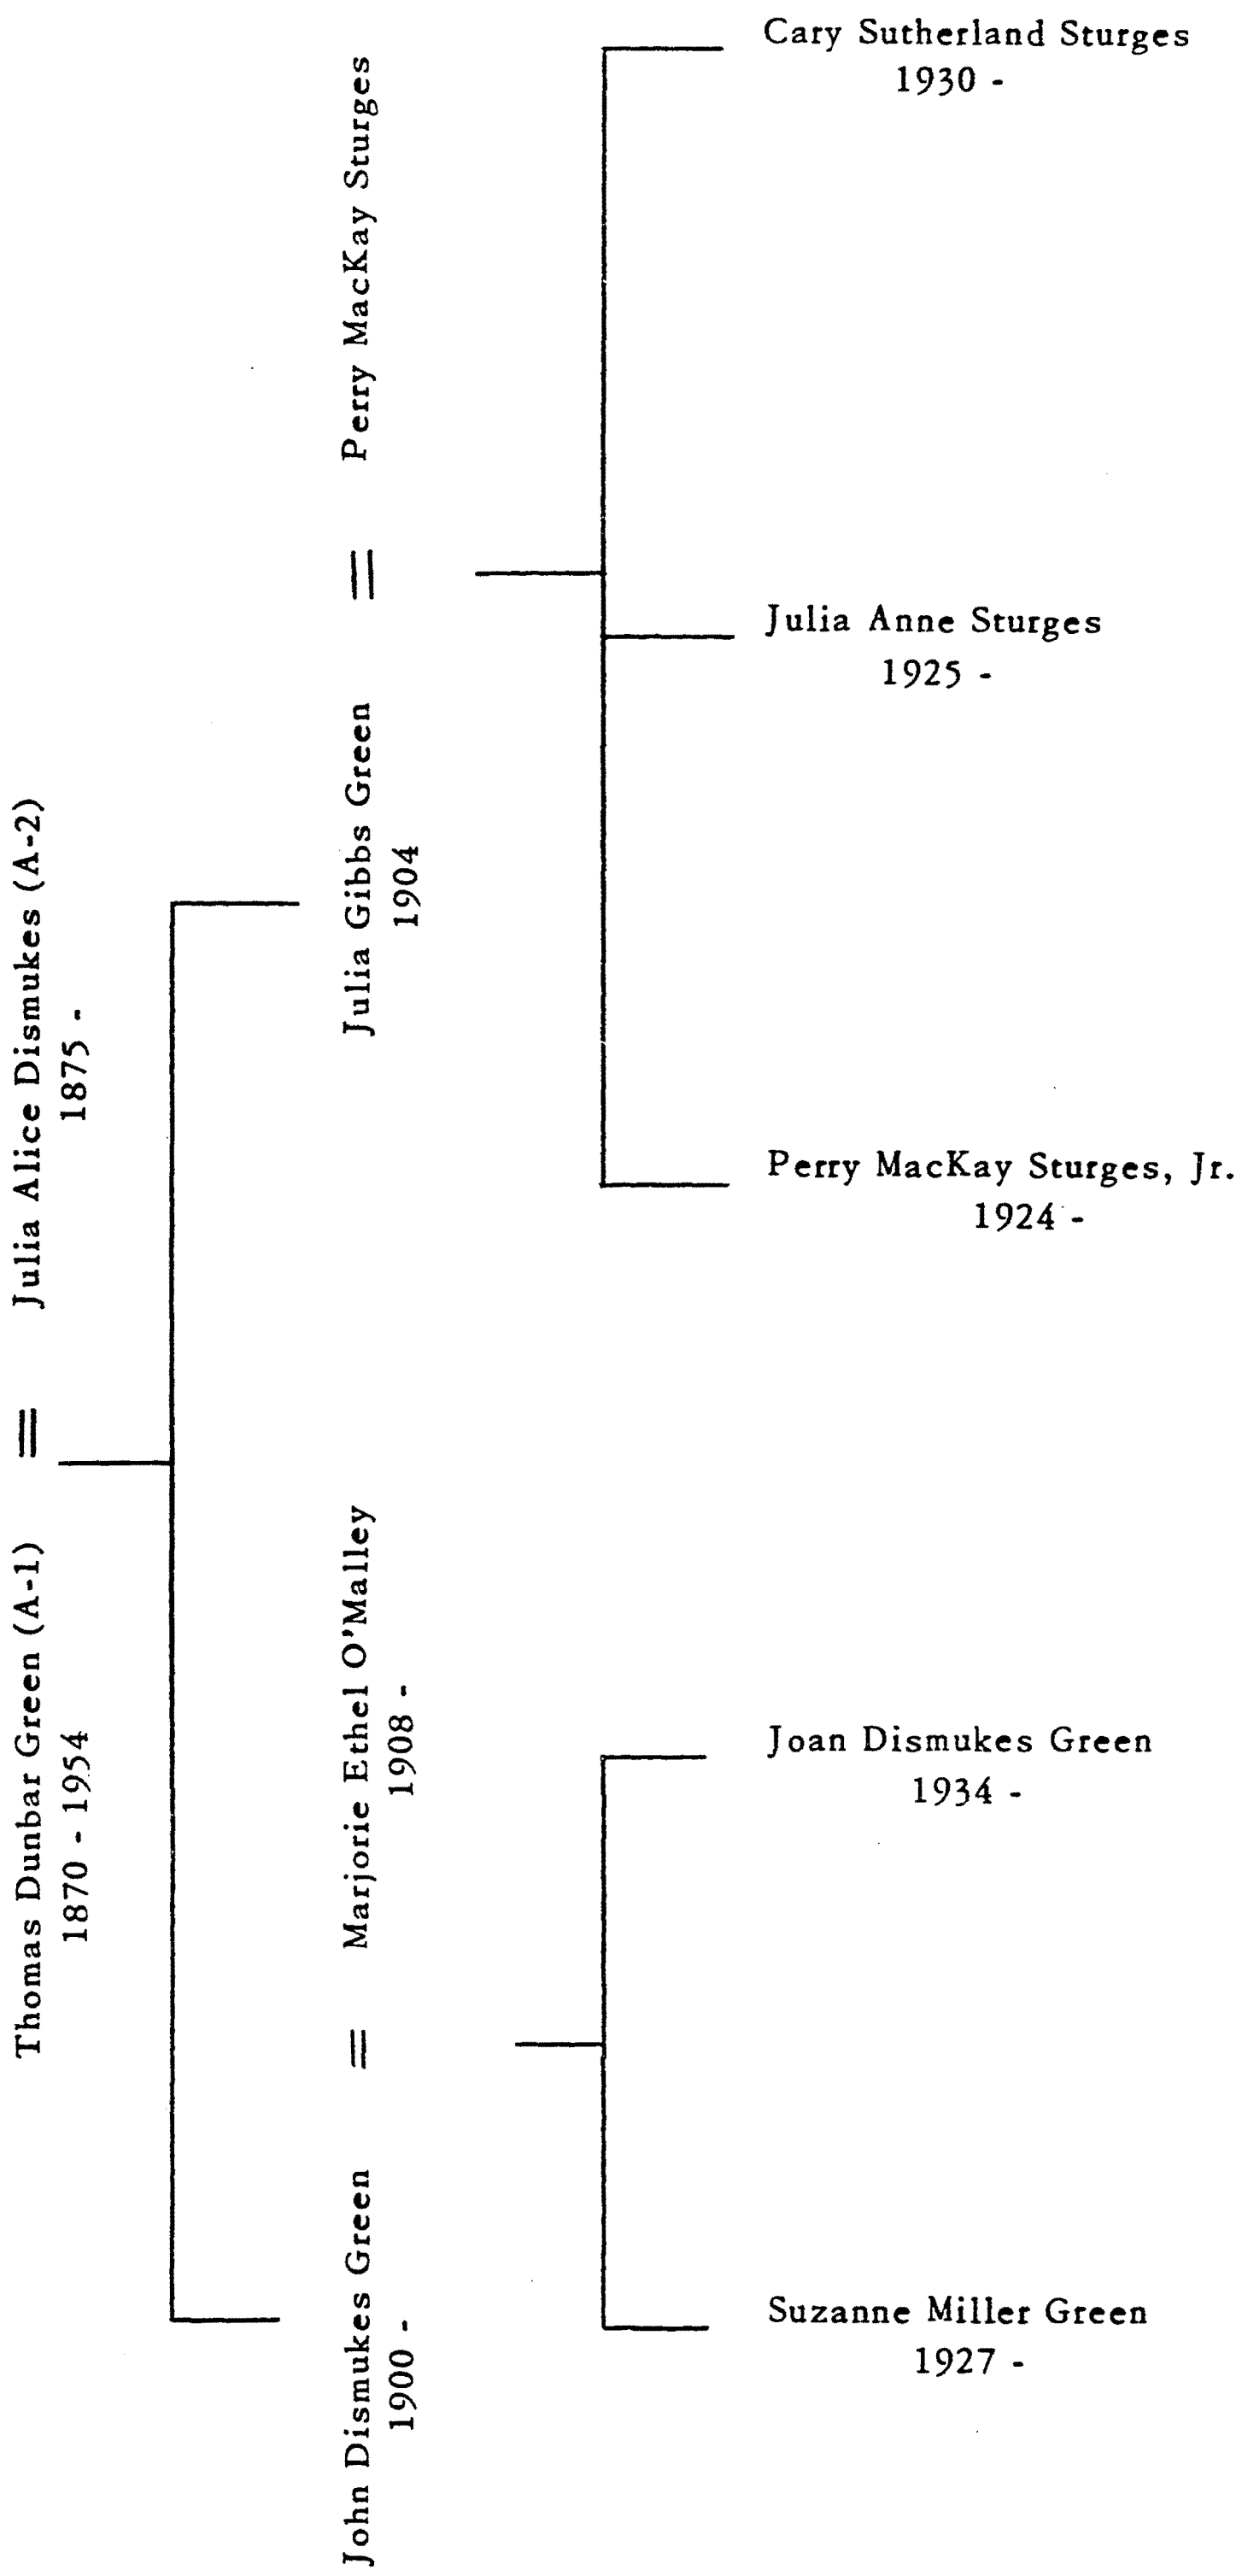 Thomas Dunbar Green (A-1) = Julia Alice Dismukes (A-2)
1870 - 1954
1875 -
John Dismukes Green = Marjorie Ethel O'Malley
1900 -
1908 -
Julia Gibbs Green = Perry MacKay Sturges
1904
Cary Sutherland Sturges
1930 -
Julia Anne Sturges
1925 -
Perry MacKay Sturges, Jr.
1924 -
Joan Dismukes Green
1934 -
Suzanne Miller Green
1927 -